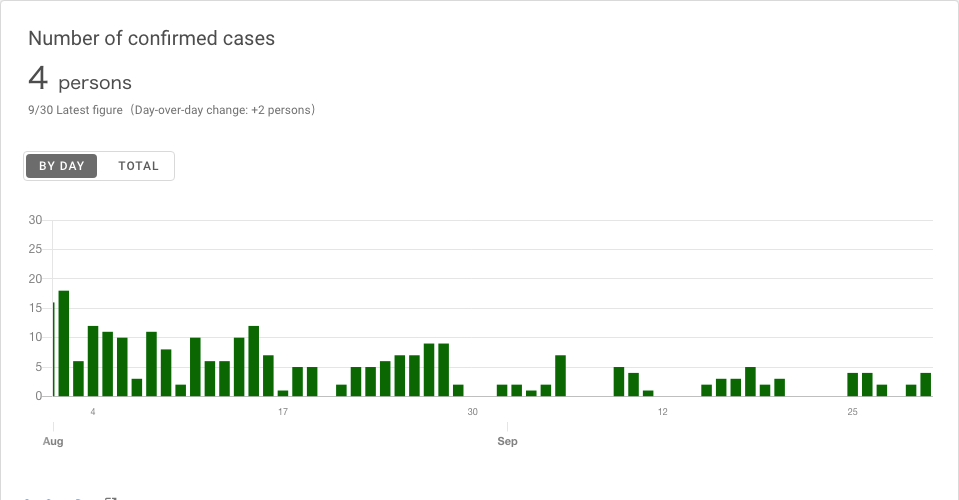 Number of confirmed cases
4 persons
9/30 Latest figure（Day-over-day change: +2 persons）
BY DAY TOTAL
30
25
20
15
10
5
0
4 17 30 12 25
Aug Sep